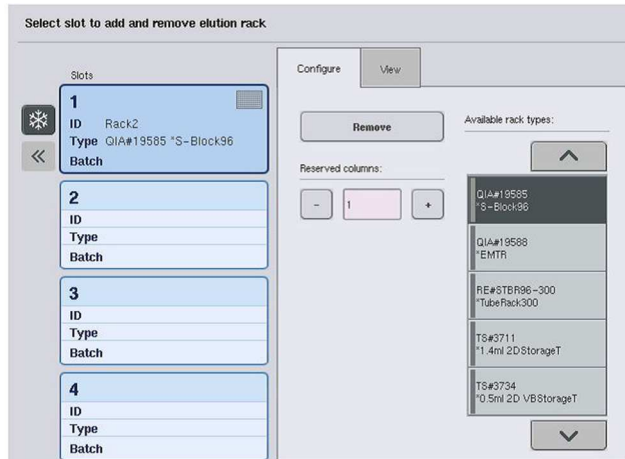 Select slot to add and remove elution rack
Slots
1
ID Rack2
Type QIA#19585 *S-Block96
Batch
2
ID
Type
Batch
3
ID
Type
Batch
4
ID
Type
Batch
Configure
View
Remove
Reserved columns:
- 1 +
Available rack types:
QIA#19585
*S-Block96
QIA#19588
*EMTR
RE#STBR96-300
*TubeRack300
TS#3711
*1.4ml 2DStorageT
TS#3734
*0.5ml 2D VBStorageT